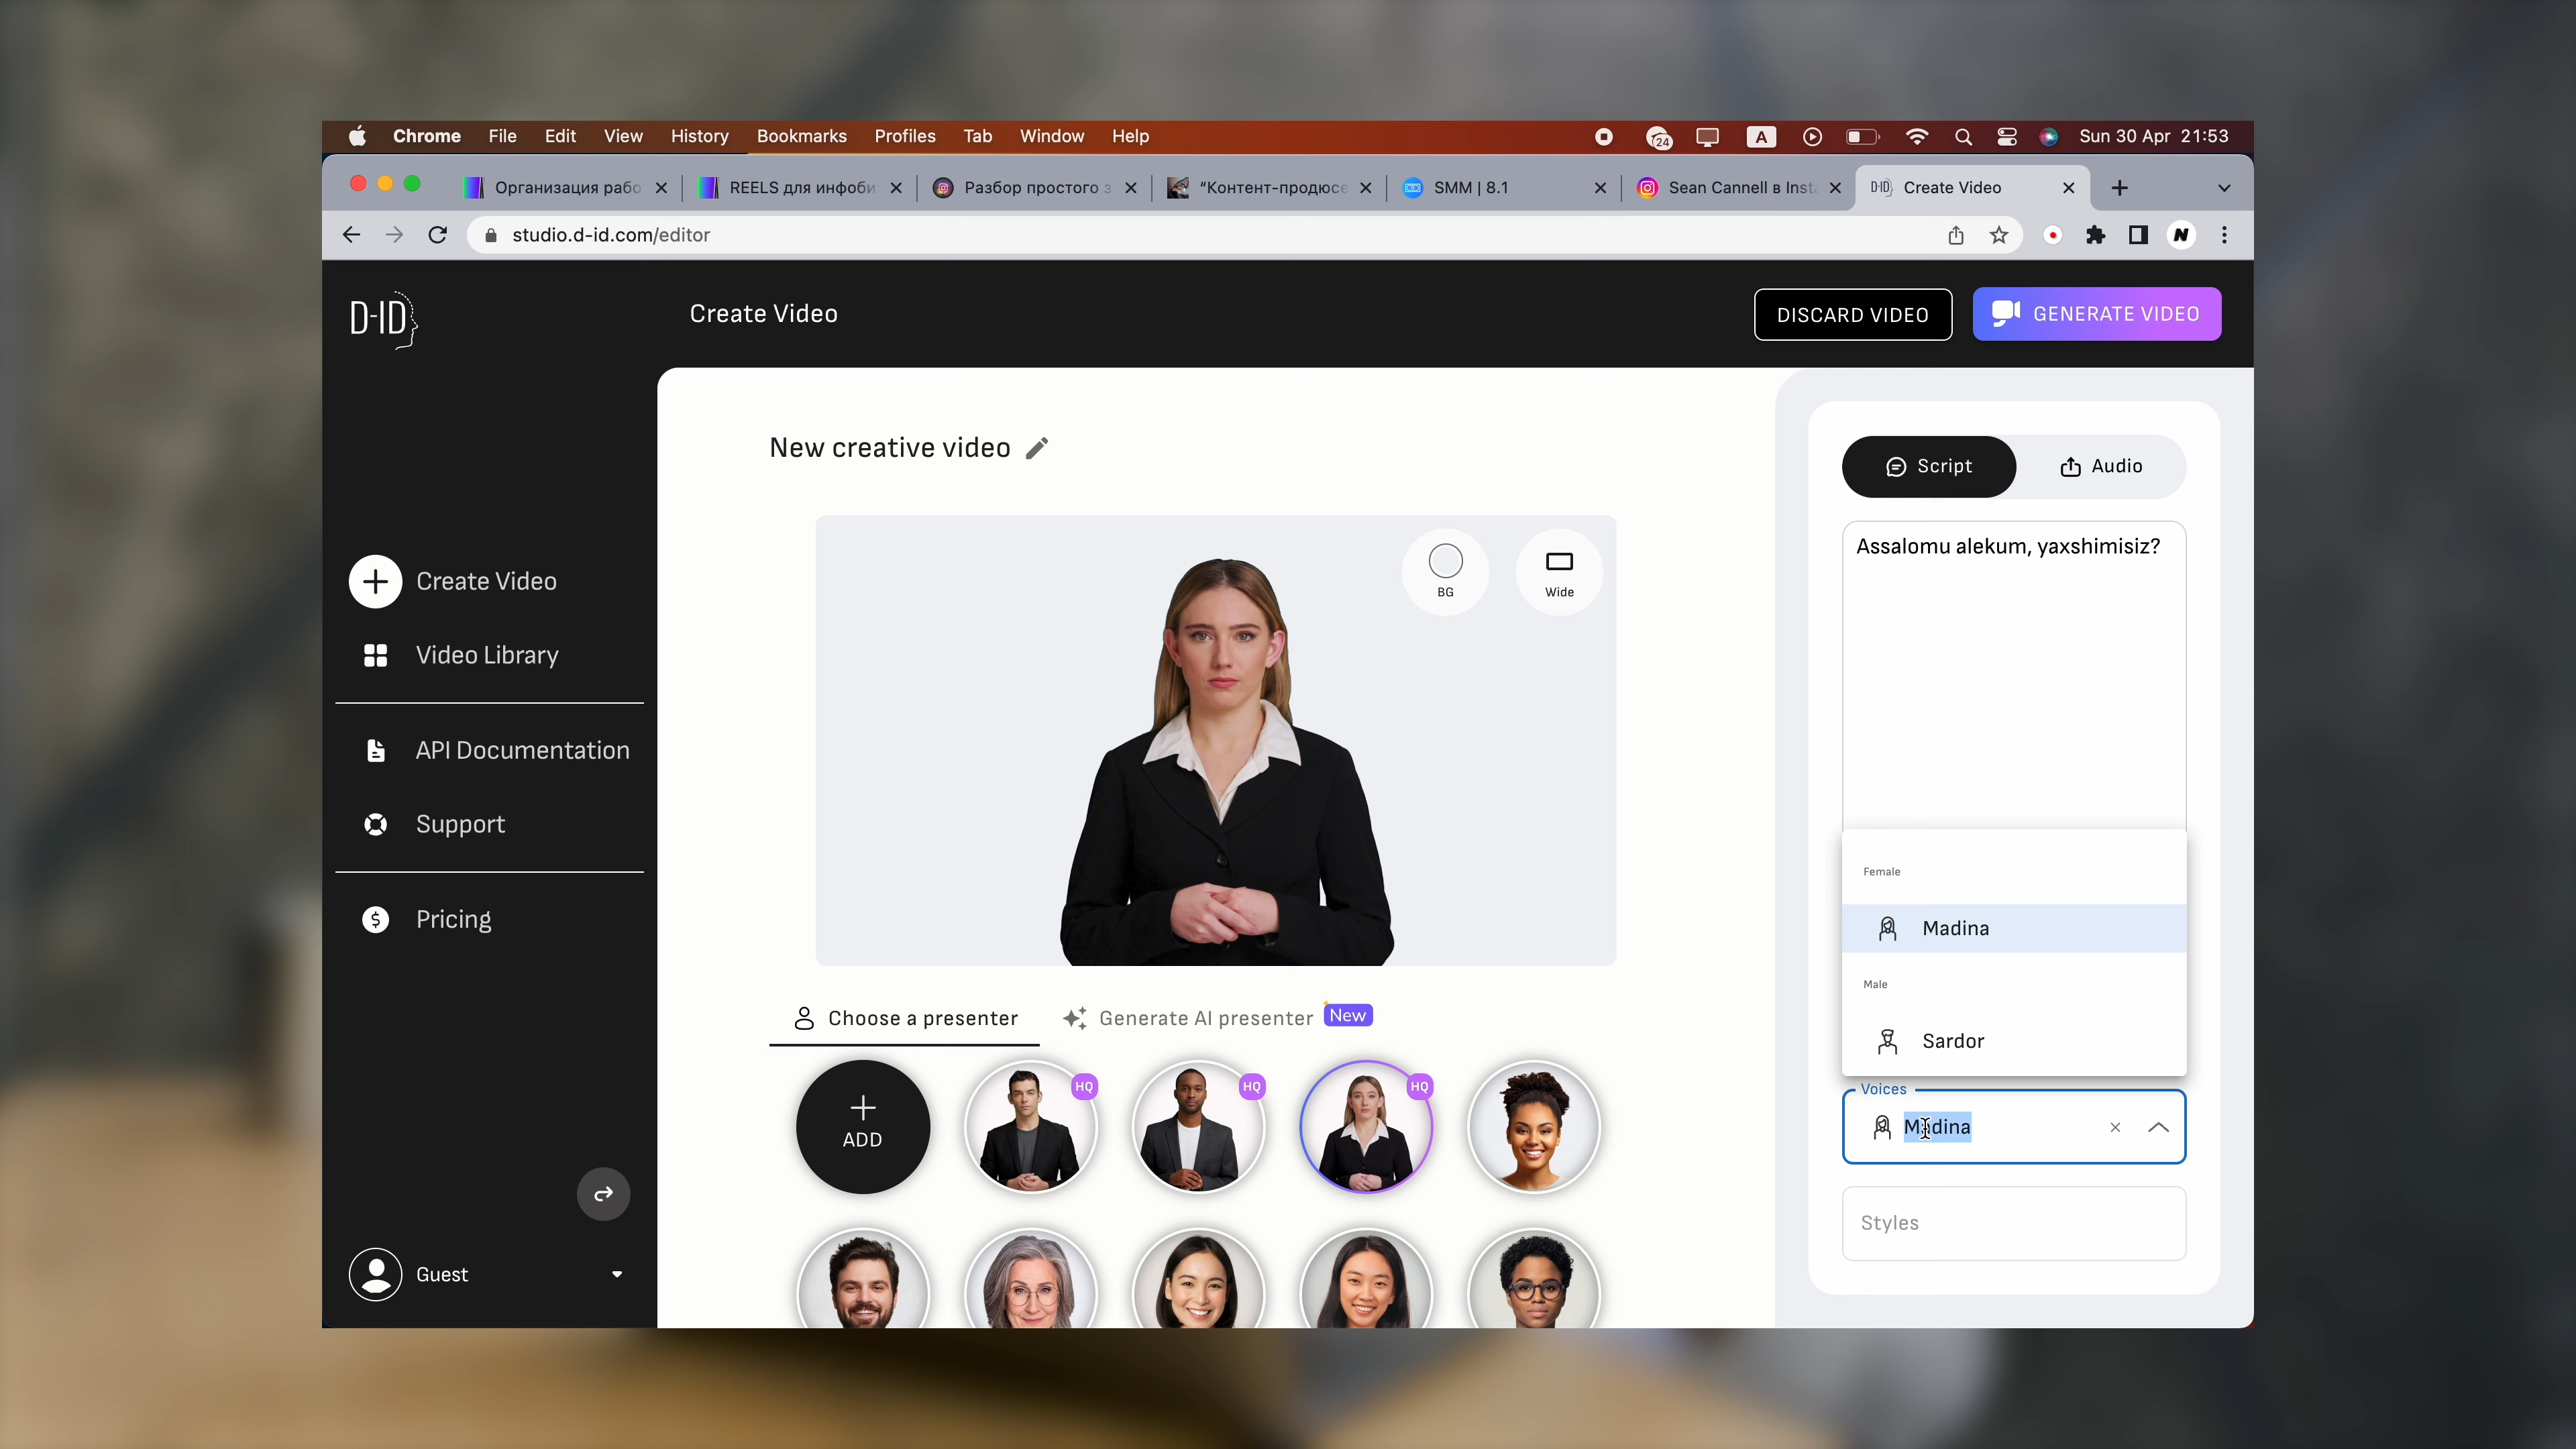 Chrome File Edit View History Bookmarks Profiles Tab Window Help
24
A
Sun 30 Apr 21:53
Организация рабо
REELS для инфоби
Разбор простого з
“Контент-продюсе
SMM | 8.1
Sean Cannell в Insta
D-ID Create Video
studio.d-id.com/editor
N
D-ID
Create Video
DISCARD VIDEO
GENERATE VIDEO
Create Video
Video Library
API Documentation
Support
$ Pricing
Guest
New creative video
BG
Wide
Choose a presenter
Generate AI presenter New
ADD
HQ
HQ
HQ
Script
Audio
Assalomu alekum, yaxshimisiz?
Female
Madina
Male
Sardor
Voices
Madina
Styles